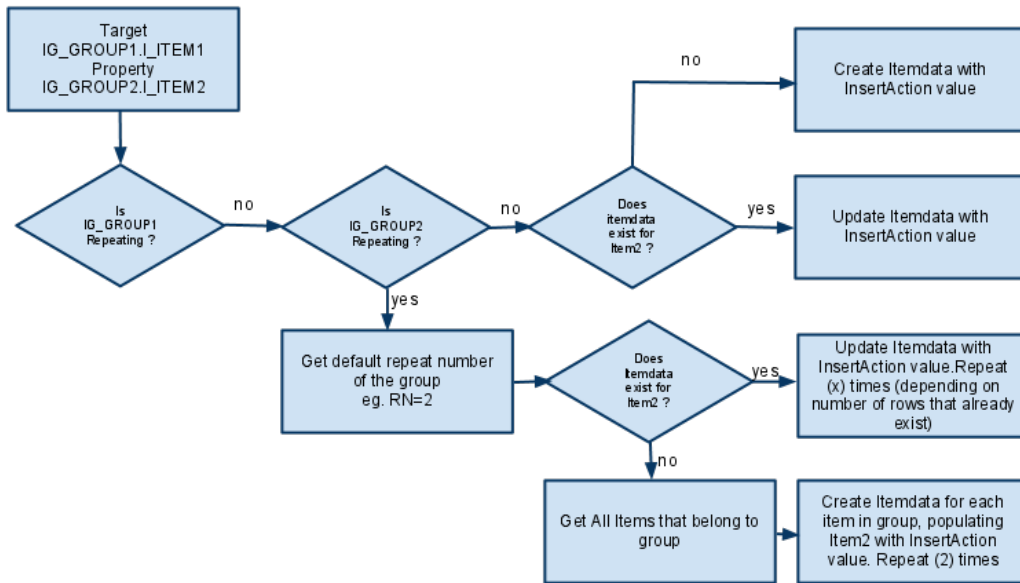 Target
IG_GROUP1.I_ITEM1
Property
IG_GROUP2.I_ITEM2
no
Create Itemdata with
InsertAction value
Is
IG_GROUP1
Repeating ?
no
Is
IG_GROUP2
Repeating ?
no
Does
itemdata
exist for
Item2 ?
yes
Update Itemdata with
InsertAction value
yes
Get default repeat number
of the group
eg. RN=2
Does
itemdata
exist for
Item2 ?
yes
Update Itemdata with
InsertAction value.Repeat
(x) times (depending on
number of rows that already
exist)
no
Get All Items that belong to
group
Create Itemdata for each
item in group, populating
Item2 with InsertAction
value. Repeat (2) times